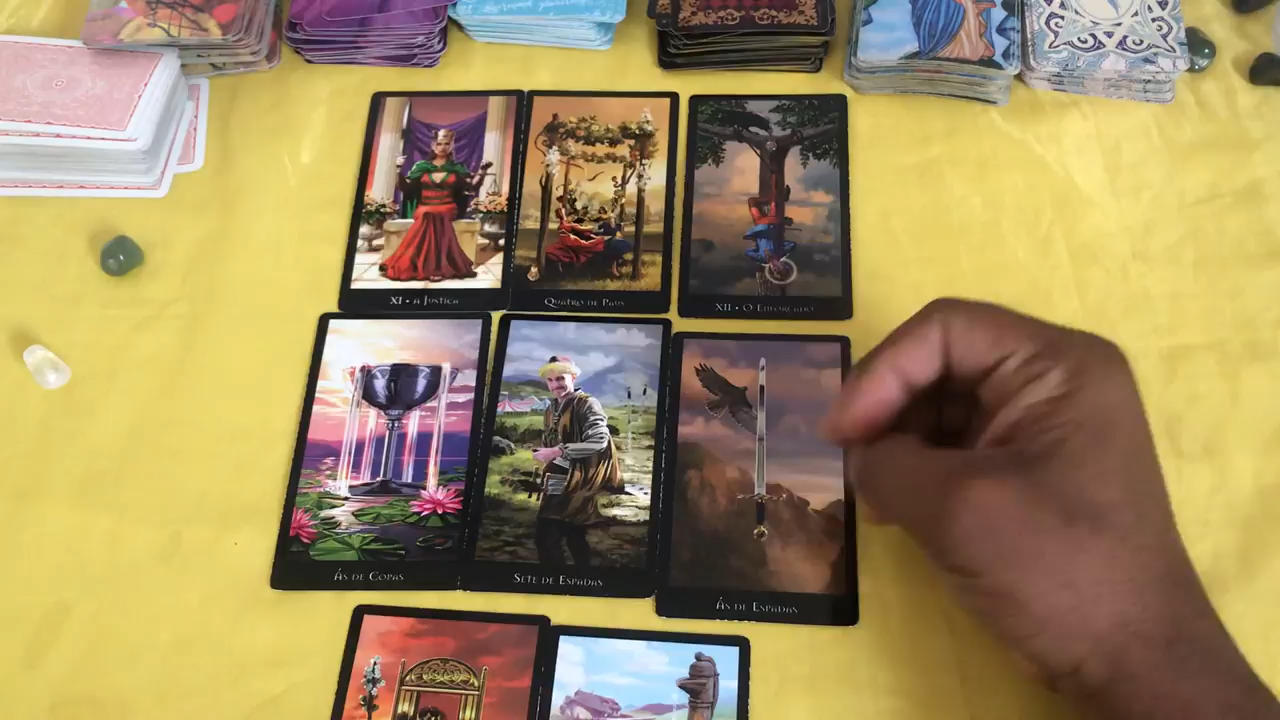 XI • A Justiça
Quatro de Paus
XII • O Enforcado
Ás de Copas
Sete de Espadas
Ás de Espadas